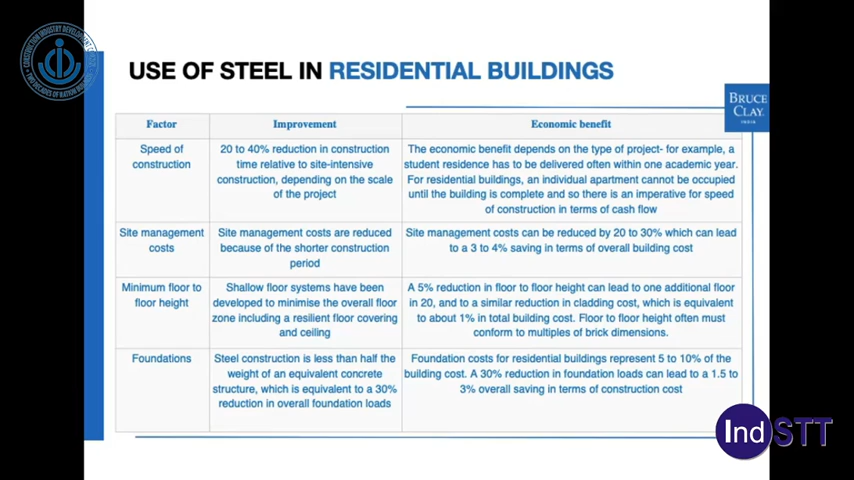 CONSTRUCTION INDUSTRY DEVELOPMENT COUNCIL
TWO DECADES OF NATION BUILDING
USE OF STEEL IN RESIDENTIAL BUILDINGS
BRUCE
CLAY
INDIA
Factor
Improvement
Economic benefit
Speed of
construction
20 to 40% reduction in construction
time relative to site-intensive
construction, depending on the scale
of the project
The economic benefit depends on the type of project- for example, a
student residence has to be delivered often within one academic year.
For residential buildings, an individual apartment cannot be occupied
until the building is complete and so there is an imperative for speed
of construction in terms of cash flow
Site management
costs
Site management costs are reduced
because of the shorter construction
period
Site management costs can be reduced by 20 to 30% which can lead
to a 3 to 4% saving in terms of overall building cost
Minimum floor to
floor height
Shallow floor systems have been
developed to minimise the overall floor
zone including a resilient floor covering
and ceiling
A 5% reduction in floor to floor height can lead to one additional floor
in 20, and to a similar reduction in cladding cost, which is equivalent
to about 1% in total building cost. Floor to floor height often must
conform to multiples of brick dimensions.
Foundations
Steel construction is less than half the
weight of an equivalent concrete
structure, which is equivalent to a 30%
reduction in overall foundation loads
Foundation costs for residential buildings represent 5 to 10% of the
building cost. A 30% reduction in foundation loads can lead to a 1.5 to
3% overall saving in terms of construction cost
IndSTT